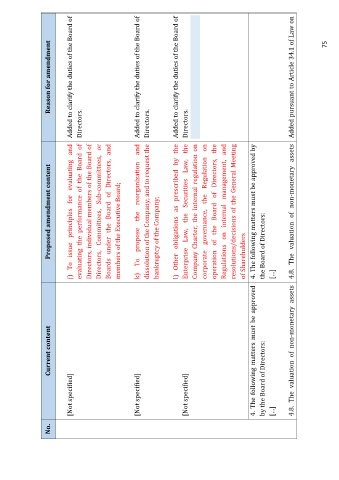 No.
Current content
Proposed amendment content
Reason for amendment
[Not specified]
j) To issue principles for evaluating and
evaluating the performance of the Board of
Directors, individual members of the Board of
Directors, Committees, Sub-committees, or
Boards under the Board of Directors, and
members of the Executive Board;
Added to clarify the duties of the Board of
Directors.
[Not specified]
k) To propose the reorganisation and
dissolution of the Company, and to request the
bankruptcy of the Company;
Added to clarify the duties of the Board of
Directors.
[Not specified]
l) Other obligations as prescribed by the
Enterprise Law, the Securities Law, the
Company Charter, the internal regulation on
corporate governance, the Regulation on
operation of the Board of Directors, the
Regulations on internal management, and
resolutions/decisions of the General Meeting
of Shareholders
Added to clarify the duties of the Board of
Directors.
4. The following matters must be approved
by the Board of Directors:
[...]
4.8. The valuation of non-monetary assets
4. The following matters must be approved by
the Board of Directors:
[...]
4.8. The valuation of non-monetary assets
Added pursuant to Article 34.1 of Law on
75